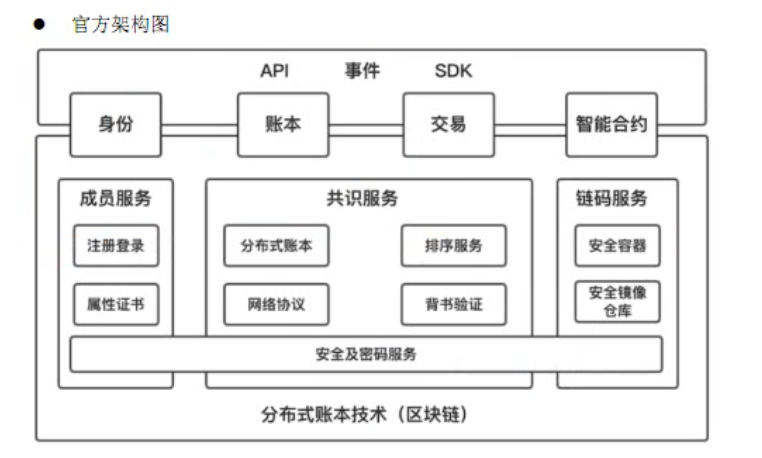 ● 官方架构图
API 事件 SDK
身份 账本 交易 智能合约
成员服务 共识服务 链码服务
注册登录 分布式账本 排序服务 安全容器
属性证书 网络协议 背书验证 安全镜像
仓库
安全及密码服务
分布式账本技术（区块链）